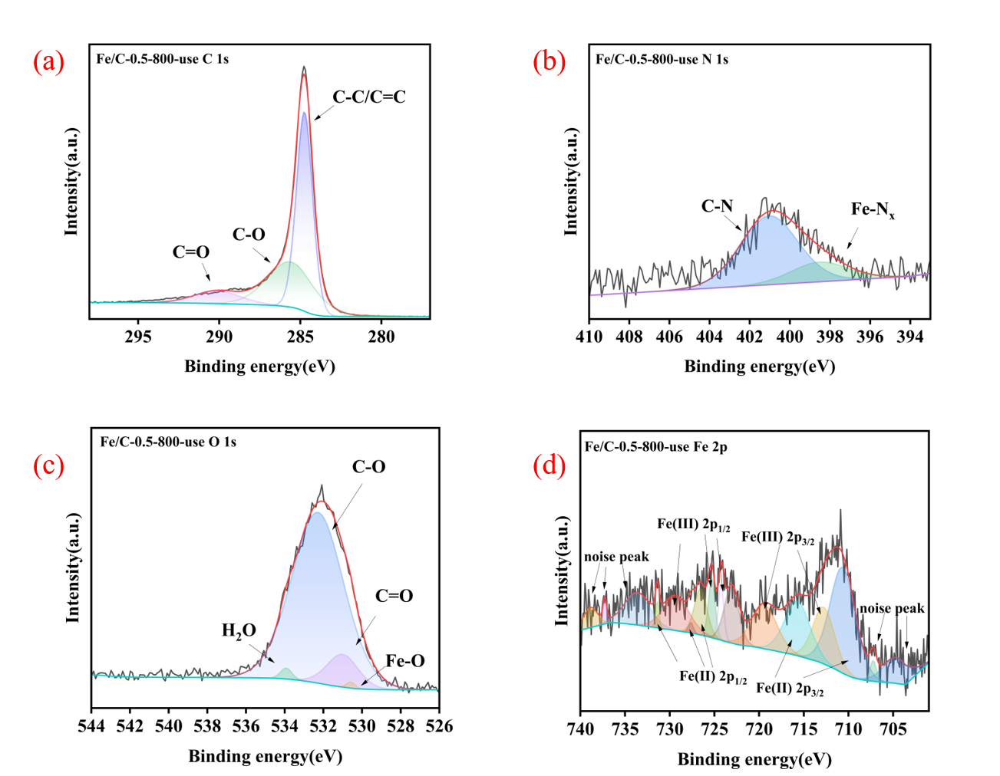 (a)
Fe/C-0.5-800-use C 1s
C-C/C=C
C-O
C=O
Intensity(a.u.)
295 290 285 280
Binding energy(eV)
(b)
Fe/C-0.5-800-use N 1s
C-N
Fe-Nx
Intensity(a.u.)
410 408 406 404 402 400 398 396 394
Binding energy(eV)
(c)
Fe/C-0.5-800-use O 1s
C-O
C=O
H2O
Fe-O
Intensity(a.u.)
544 542 540 538 536 534 532 530 528 526
Binding energy(eV)
(d)
Fe/C-0.5-800-use Fe 2p
Fe(III) 2p1/2
Fe(III) 2p3/2
noise peak
noise peak
Fe(II) 2p1/2
Fe(II) 2p3/2
Intensity(a.u.)
740 735 730 725 720 715 710 705
Binding energy(eV)